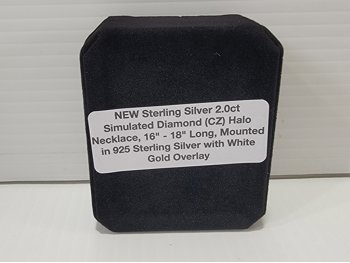 NEW Sterling Silver 2.0ct
Simulated Diamond (CZ) Halo
Necklace, 16" - 18" Long, Mounted
in 925 Sterling Silver with White
Gold Overlay